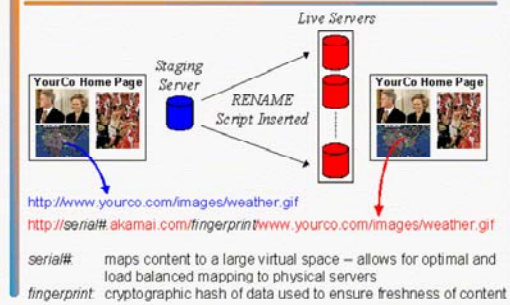 Live Servers
YourCo Home Page
Staging
Server
RENAME
Script Inserted
YourCo Home Page
http://www.yourco.com/images/weather.gif
http://serial#.akamai.com/fingerprint/www.yourco.com/images/weather.gif
serial#: maps content to a large virtual space – allows for optimal and
load balanced mapping to physical servers
fingerprint: cryptographic hash of data used to ensure freshness of content